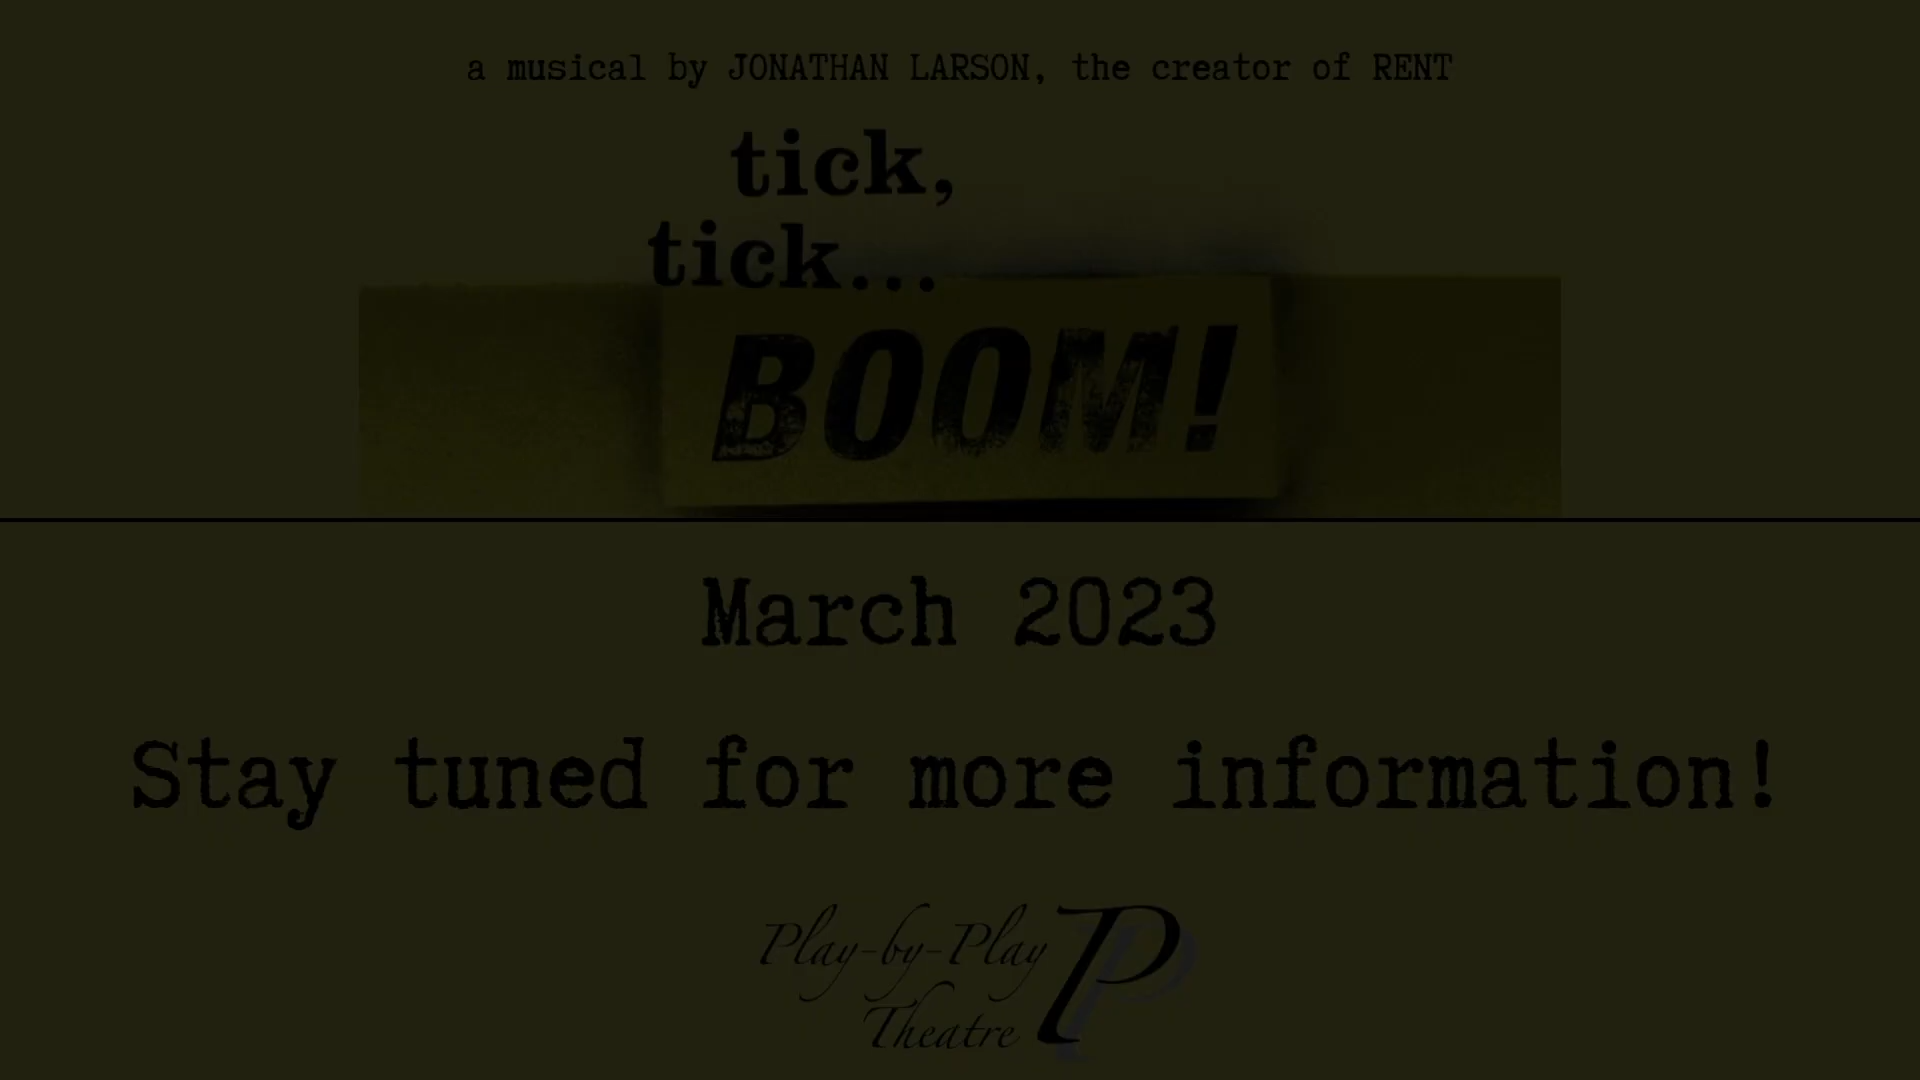 a musical by JONATHAN LARSON, the creator of RENT
tick,
tick...
BOOM!
March 2023
Stay tuned for more information!
Play-by-Play
Theatre
P